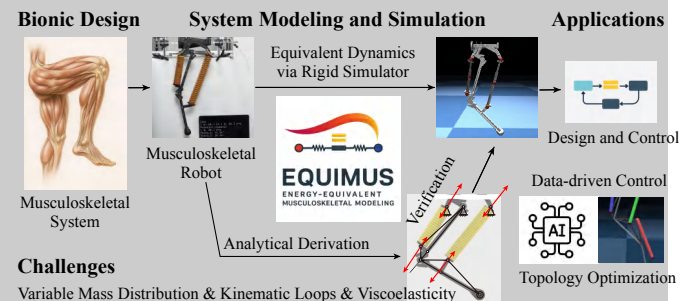 Bionic Design
System Modeling and Simulation
Applications
Equivalent Dynamics
via Rigid Simulator
Musculoskeletal
Robot
Musculoskeletal
System
EQUIMUS
ENERGY-EQUIVALENT
MUSCULOSKELETAL MODELING
Verification
Analytical Derivation
Design and Control
Data-driven Control
AI
Topology Optimization
Challenges
Variable Mass Distribution & Kinematic Loops & Viscoelasticity